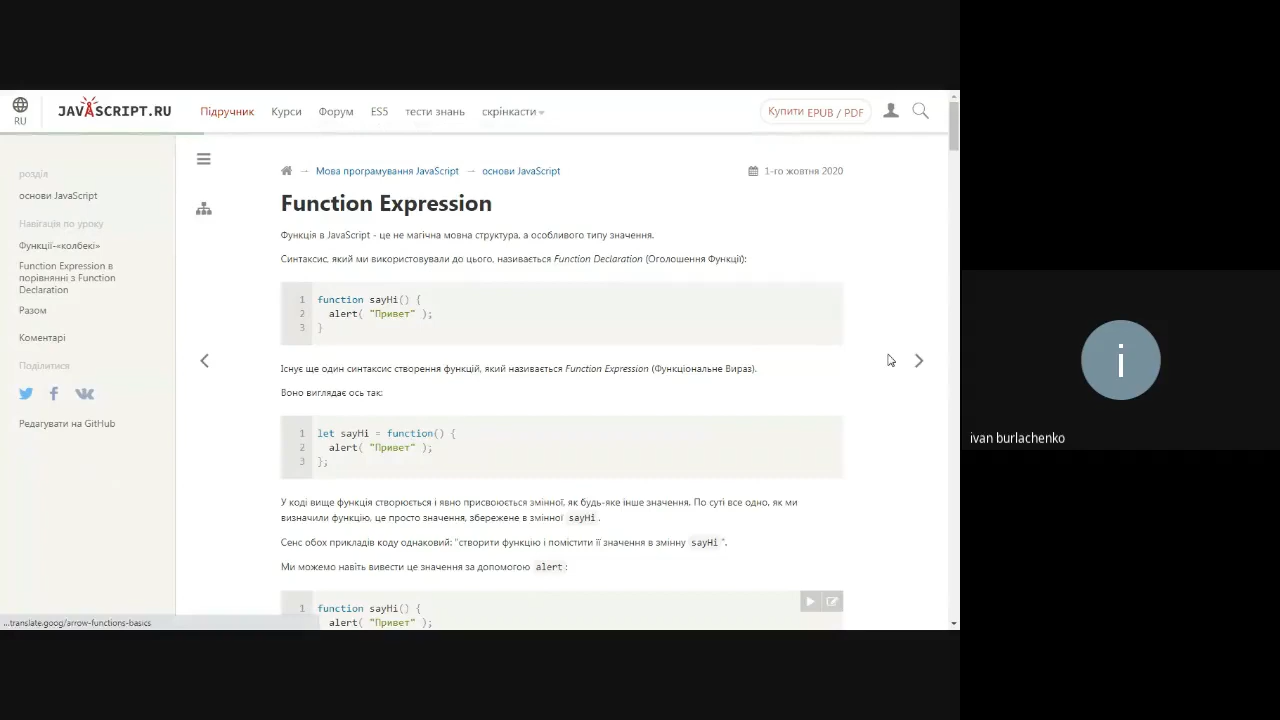 RU
JAVASCRIPT.RU
Підручник Курси Форум ES5 тести знань скрінкасти
Купити EPUB / PDF
розділ
основи JavaScript
Навігація по уроку
Функції-«колбекі»
Function Expression в
порівнянні з Function
Declaration
Разом
Коментарі
Поділитися
Редагувати на GitHub
→ Мова програмування JavaScript → основи JavaScript
1-го жовтня 2020
Function Expression
Функція в JavaScript - це не магічна мовна структура, а особливого типу значення.
Синтаксис, який ми використовували до цього, називається Function Declaration (Оголошення Функції):
1 function sayHi() {
2 alert( "Привет" );
3 }
Існує ще один синтаксис створення функцій, який називається Function Expression (Функціональне Вираз).
Воно виглядає ось так:
1 let sayHi = function() {
2 alert( "Привет" );
3 };
У коді вище функція створюється і явно присвоюється змінної, як будь-яке інше значення. По суті все одно, як ми
визначили функцію, це просто значення, збережене в змінної sayHi.
Сенс обох прикладів коду однаковий: "створити функцію і помістити її значення в змінну sayHi".
Ми можемо навіть вивести це значення за допомогою alert:
1 function sayHi() {
alert( "Привет" );
...translate.goog/arrow-functions-basics
i
ivan burlachenko